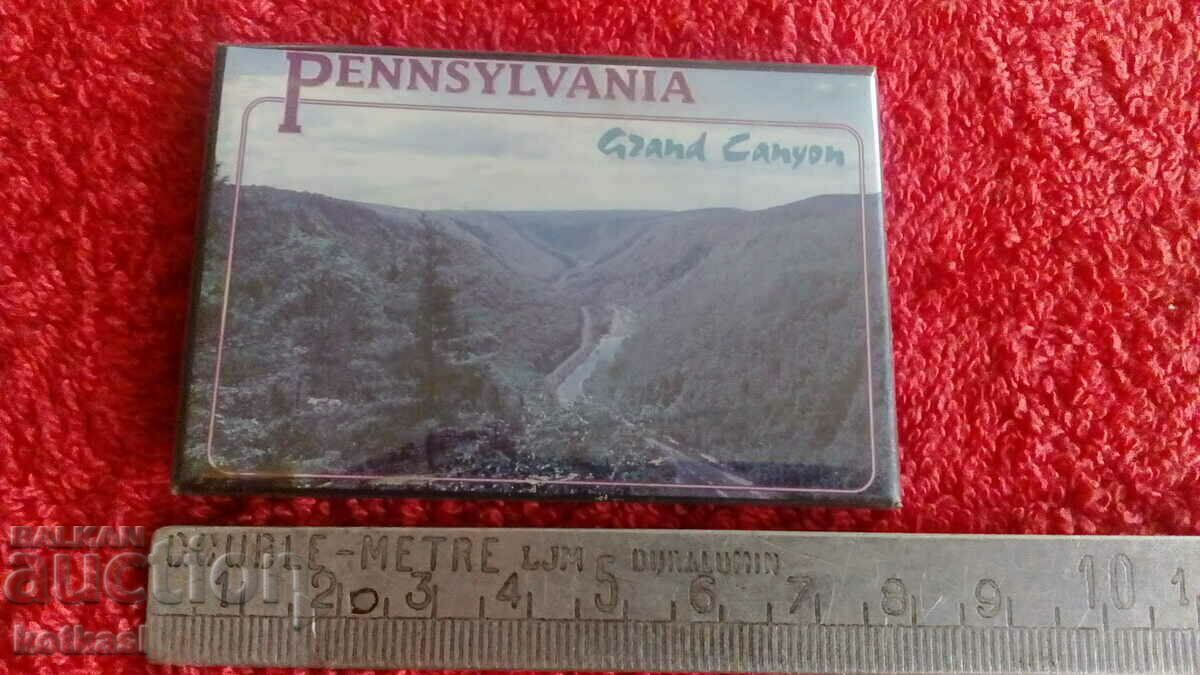 PENNSYLVANIA
Grand Canyon
BALKAN
auction
DOUBLE-METRE LJM DURALUMIN
1 2 3 4 5 6 7 8 9 10 1